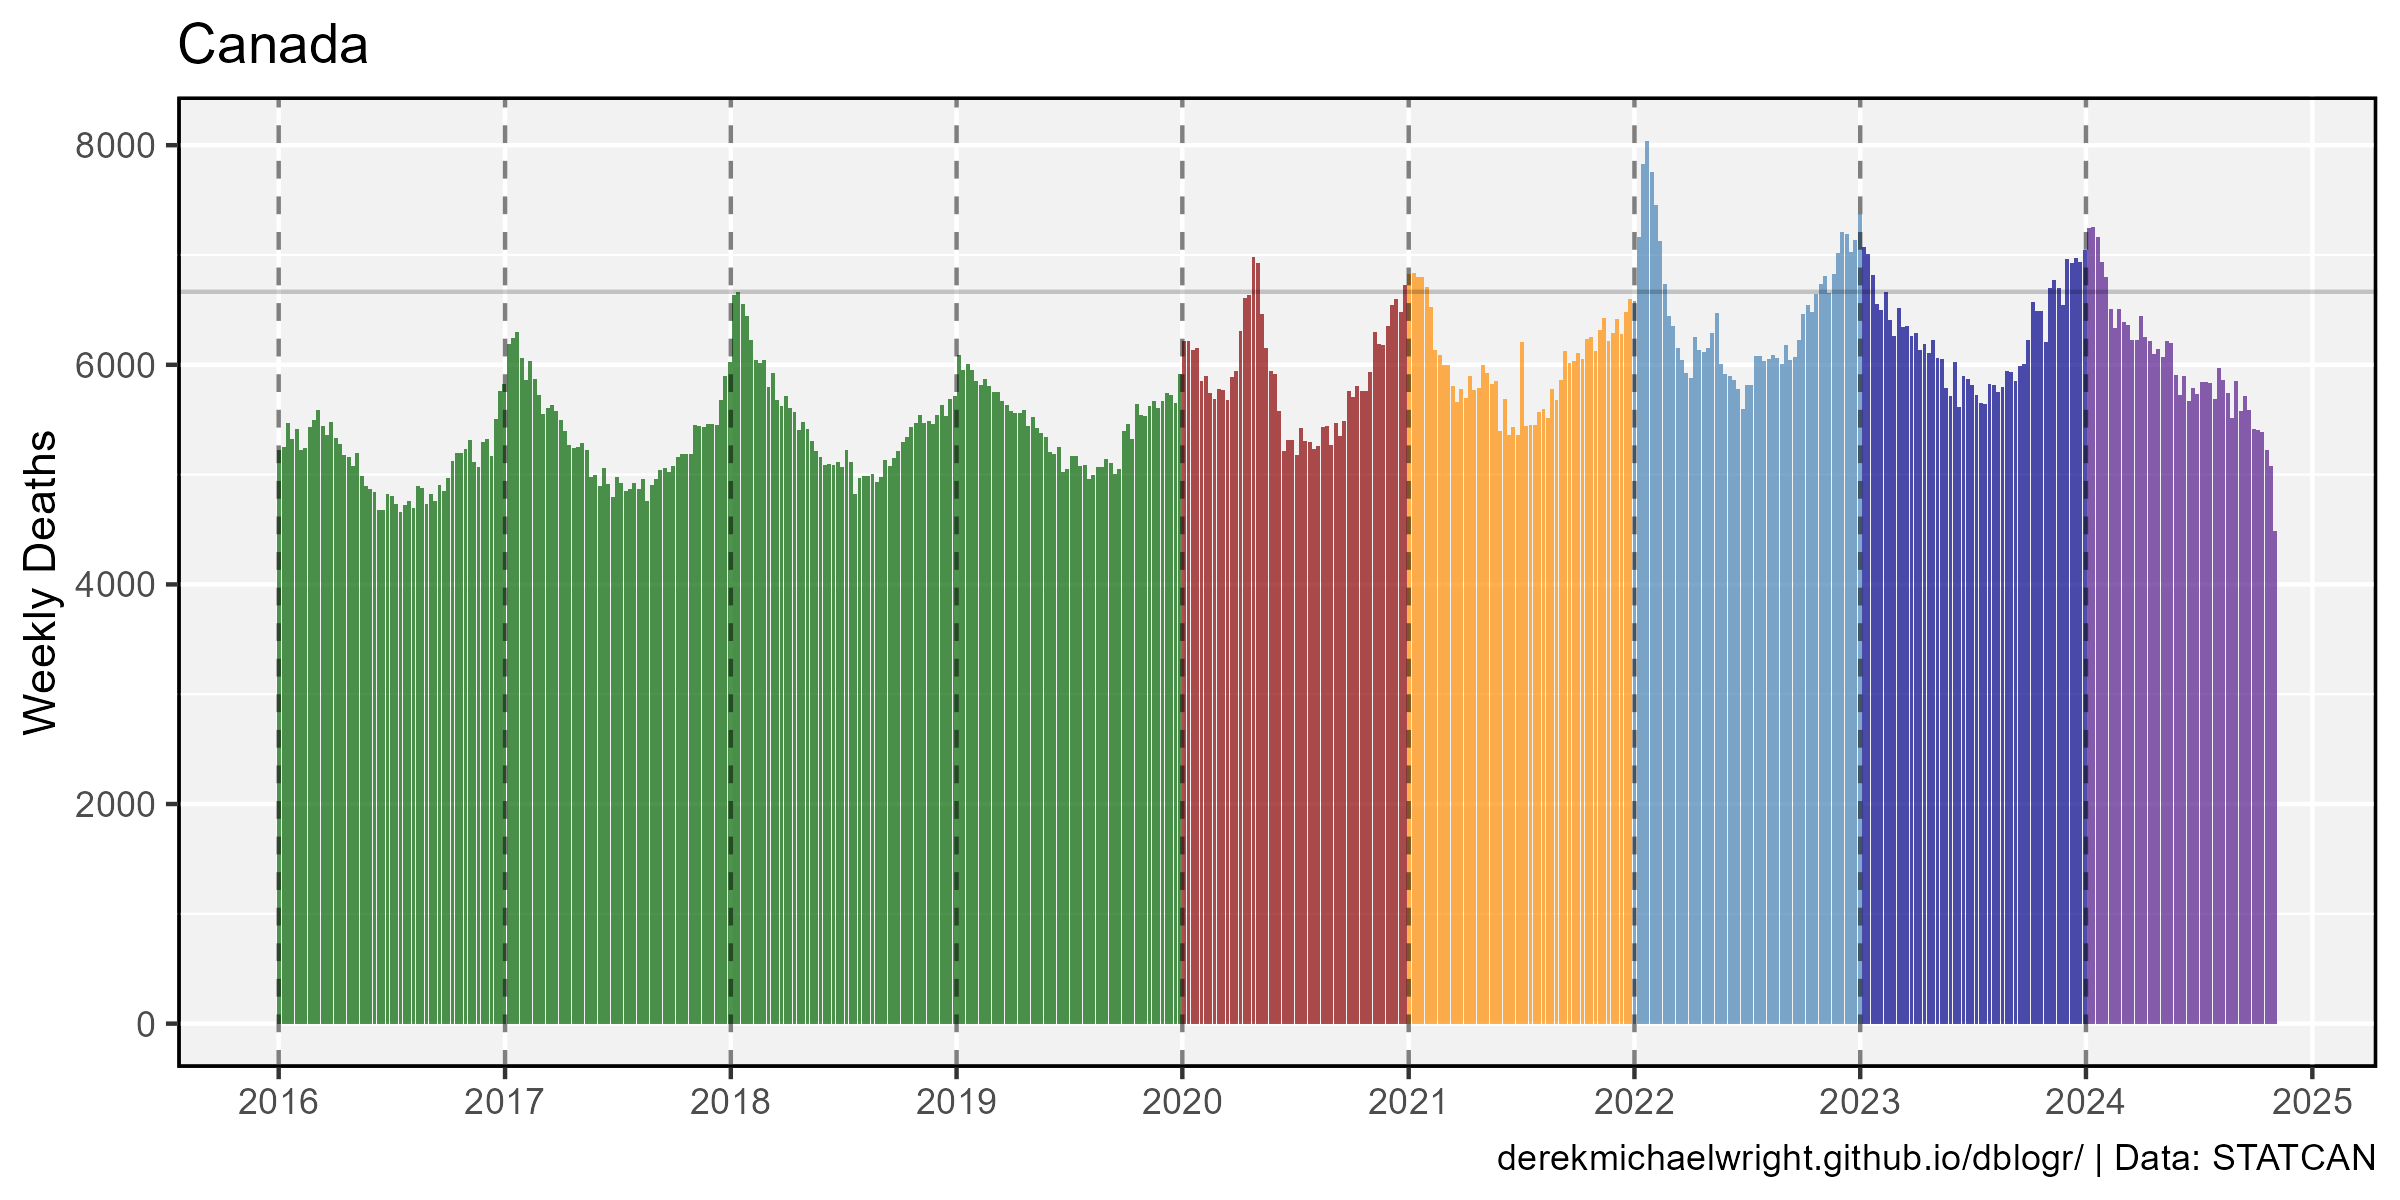 Canada
Weekly Deaths
8000
6000
4000
2000
0
2016 2017 2018 2019 2020 2021 2022 2023 2024 2025
derekmichaelwright.github.io/dblogr/ | Data: STATCAN